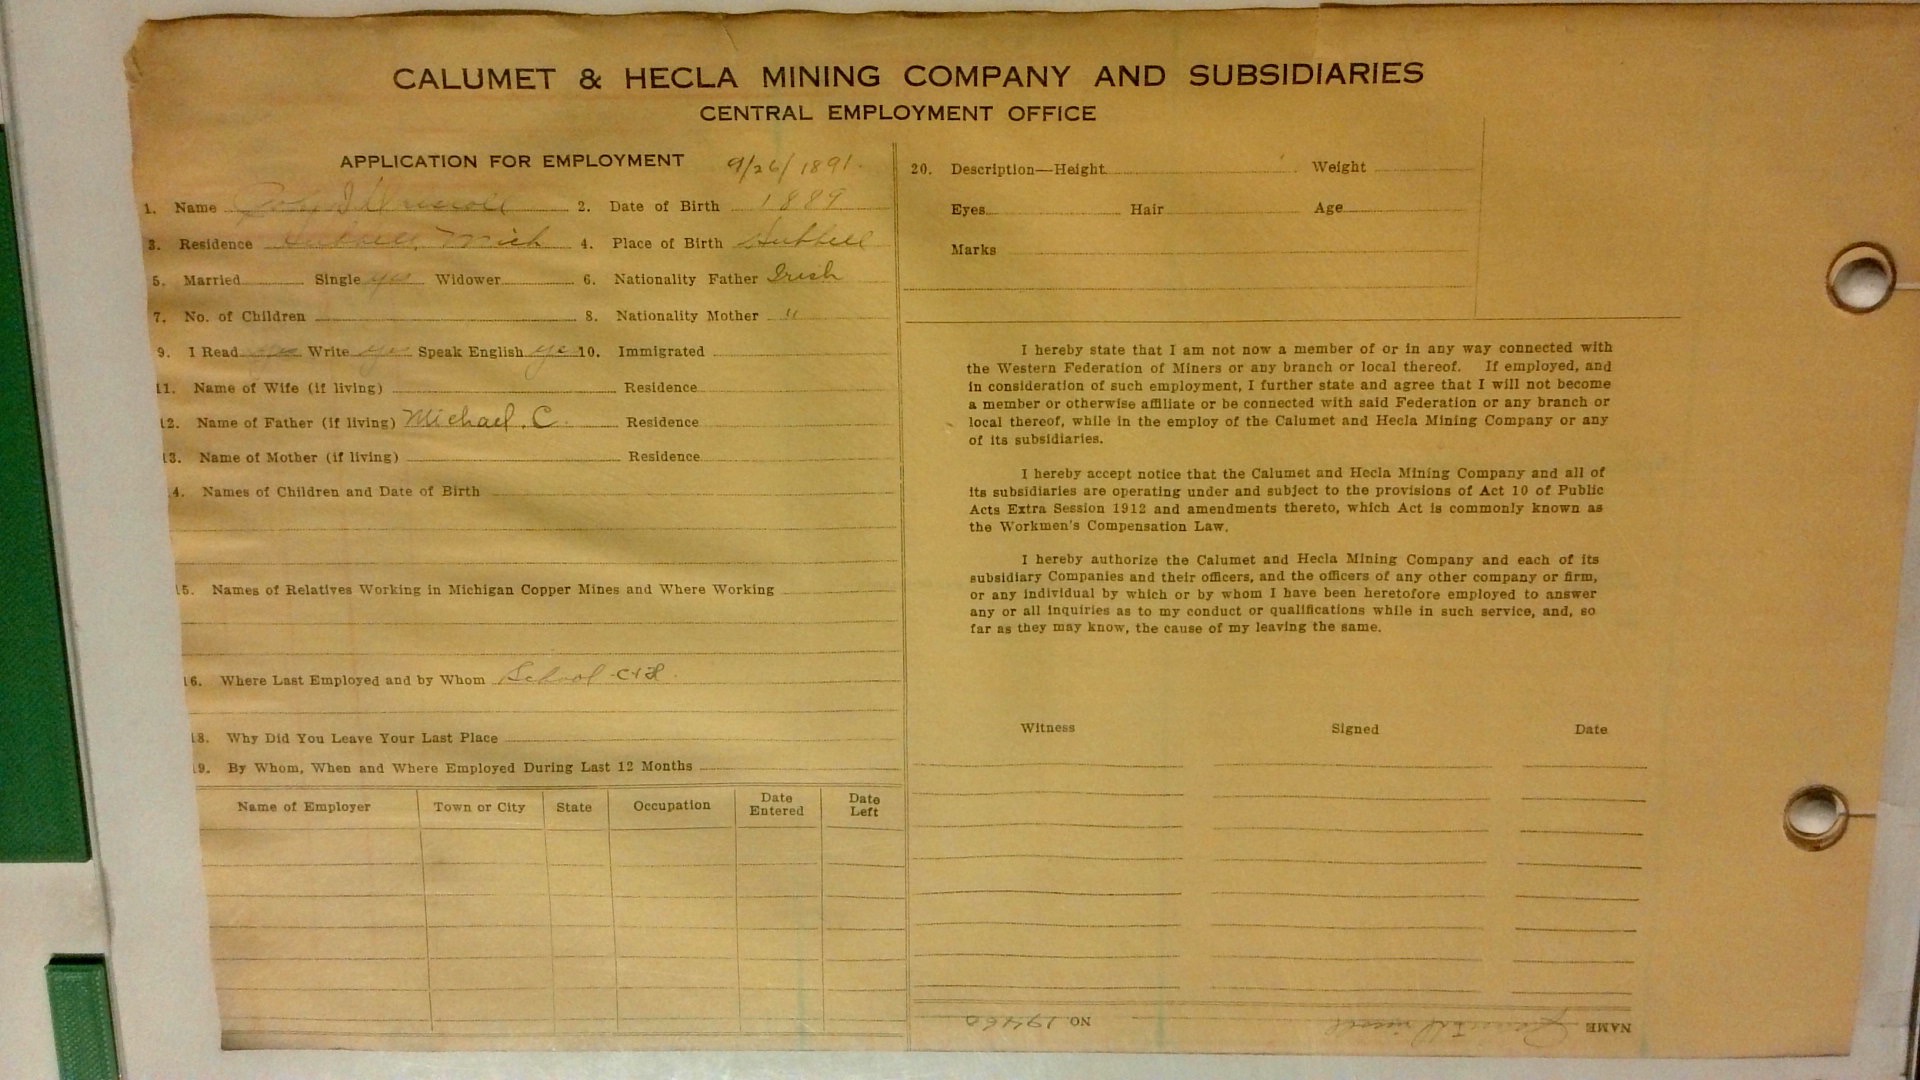 CALUMET & HECLA MINING COMPANY AND SUBSIDIARIES
CENTRAL EMPLOYMENT OFFICE
APPLICATION FOR EMPLOYMENT 9/26/1891.
1. Name 2. Date of Birth 1889
3. Residence Mich 4. Place of Birth Hubbell
5. Married Single yes Widower 6. Nationality Father Irish
7. No. of Children 8. Nationality Mother "
9. I Read yes Write yes Speak English yes 10. Immigrated
11. Name of Wife (if living) Residence
12. Name of Father (if living) Michael. C. Residence
13. Name of Mother (if living) Residence
4. Names of Children and Date of Birth
15. Names of Relatives Working in Michigan Copper Mines and Where Working
16. Where Last Employed and by Whom School C+H.
18. Why Did You Leave Your Last Place
19. By Whom, When and Where Employed During Last 12 Months
Name of Employer Town or City State Occupation Date Entered Date Left
20. Description—Height Weight
Eyes Hair Age
Marks
I hereby state that I am not now a member of or in any way connected with
the Western Federation of Miners or any branch or local thereof. If employed, and
in consideration of such employment, I further state and agree that I will not become
a member or otherwise affiliate or be connected with said Federation or any branch or
local thereof, while in the employ of the Calumet and Hecla Mining Company or any
of its subsidiaries.
I hereby accept notice that the Calumet and Hecla Mining Company and all of
its subsidiaries are operating under and subject to the provisions of Act 10 of Public
Acts Extra Session 1912 and amendments thereto, which Act is commonly known as
the Workmen's Compensation Law.
I hereby authorize the Calumet and Hecla Mining Company and each of its
subsidiary Companies and their officers, and the officers of any other company or firm,
or any individual by which or by whom I have been heretofore employed to answer
any or all inquiries as to my conduct or qualifications while in such service, and, so
far as they may know, the cause of my leaving the same.
Witness Signed Date
NAME NO. 19460